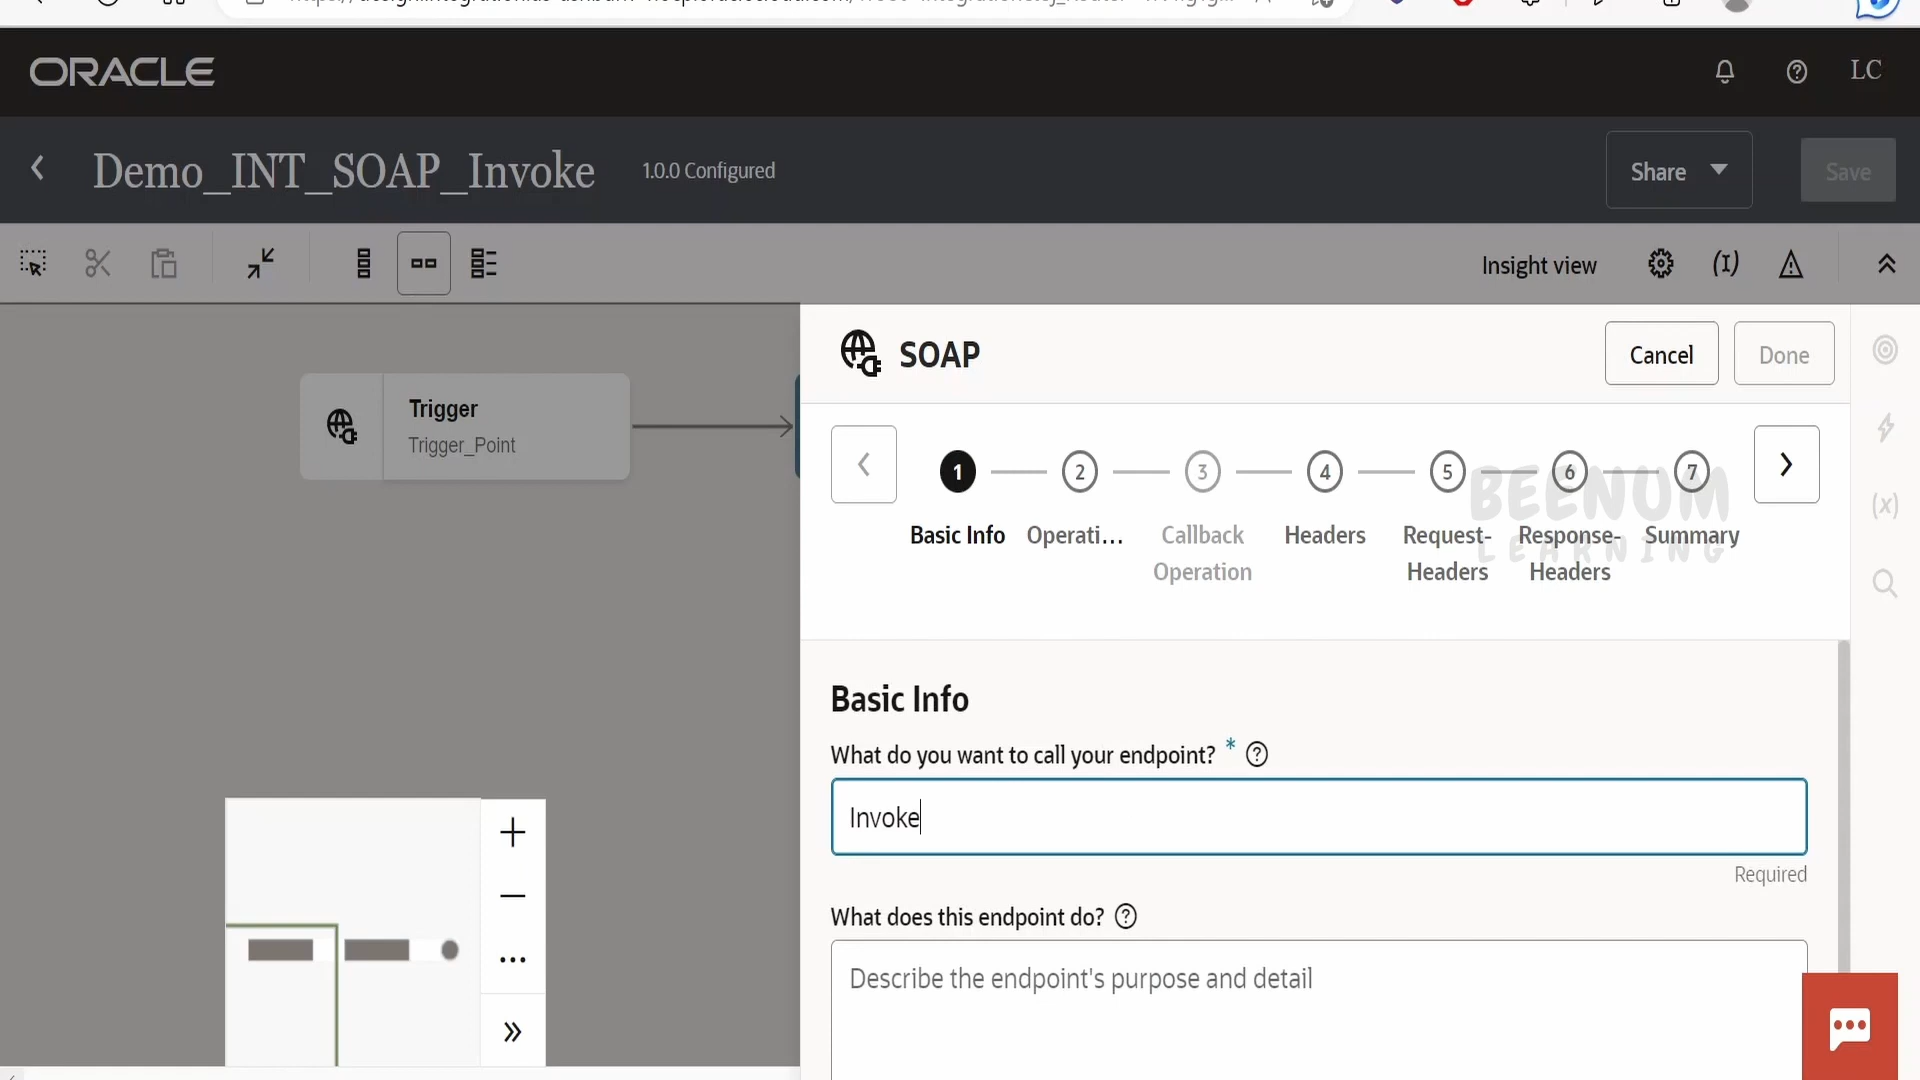 ORACLE
LC
Demo_INT_SOAP_Invoke
1.0.0 Configured
Share
Save
Insight view
SOAP
Cancel
Done
Trigger
Trigger_Point
1
2
3
4
5
6
7
Basic Info
Operati...
Callback
Operation
Headers
Request-
Headers
Response-
Headers
Summary
BEENUM
LEARNING
Basic Info
What do you want to call your endpoint? *
Invoke
Required
What does this endpoint do?
Describe the endpoint's purpose and detail